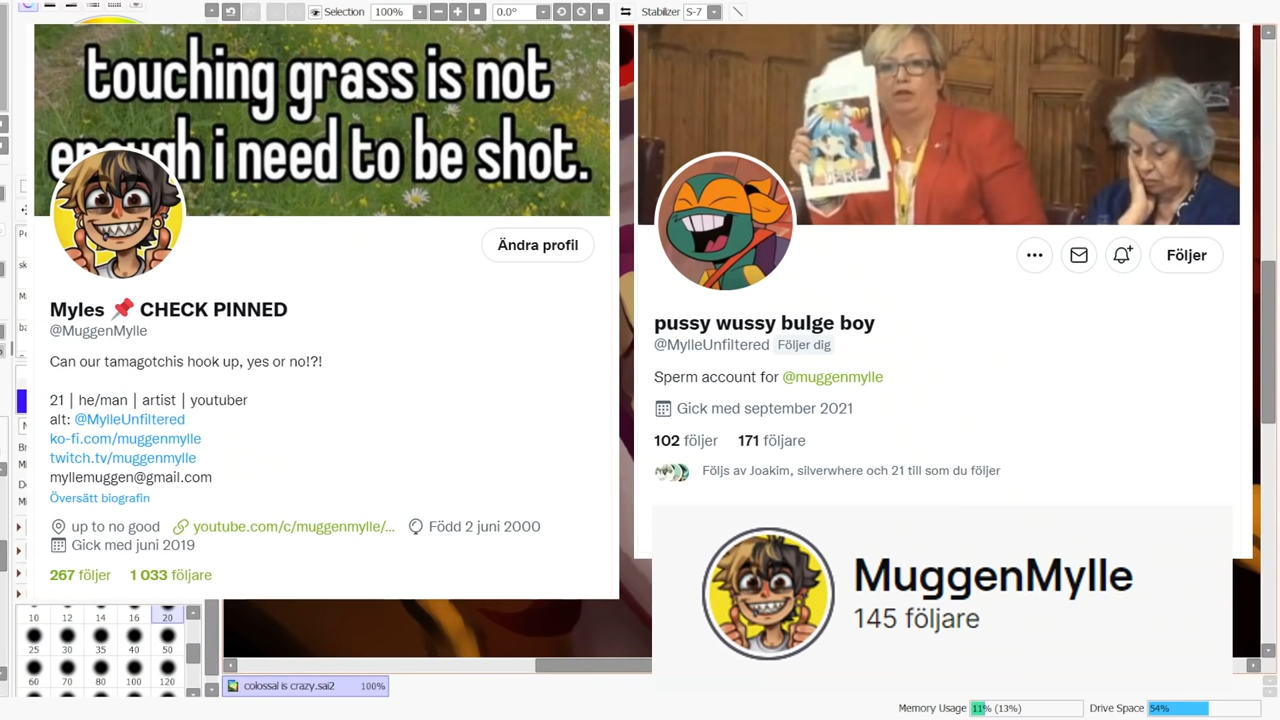 Selection
100%
0.0°
Stabilizer S-7
touching grass is not
enough i need to be shot.
Ändra profil
Myles 📌 CHECK PINNED
@MuggenMylle
Can our tamagotchis hook up, yes or no!?!
21 | he/man | artist | youtuber
alt: @MylleUnfiltered
ko-fi.com/muggenmylle
twitch.tv/muggenmylle
myllemuggen@gmail.com
Översätt biografin
up to no good youtube.com/c/muggenmylle/... Född 2 juni 2000
Gick med juni 2019
267 följer 1 033 följare
Följer
pussy wussy bulge boy
@MylleUnfiltered Följer dig
Sperm account for @muggenmylle
Gick med september 2021
102 följer 171 följare
Följs av Joakim, silverwhere och 21 till som du följer
MuggenMylle
145 följare
10 12 14 16 20
25 30 35 40 50
60 70 80 100 120
colossal is crazy.sai2 100%
Memory Usage 11% (13%) Drive Space 54%